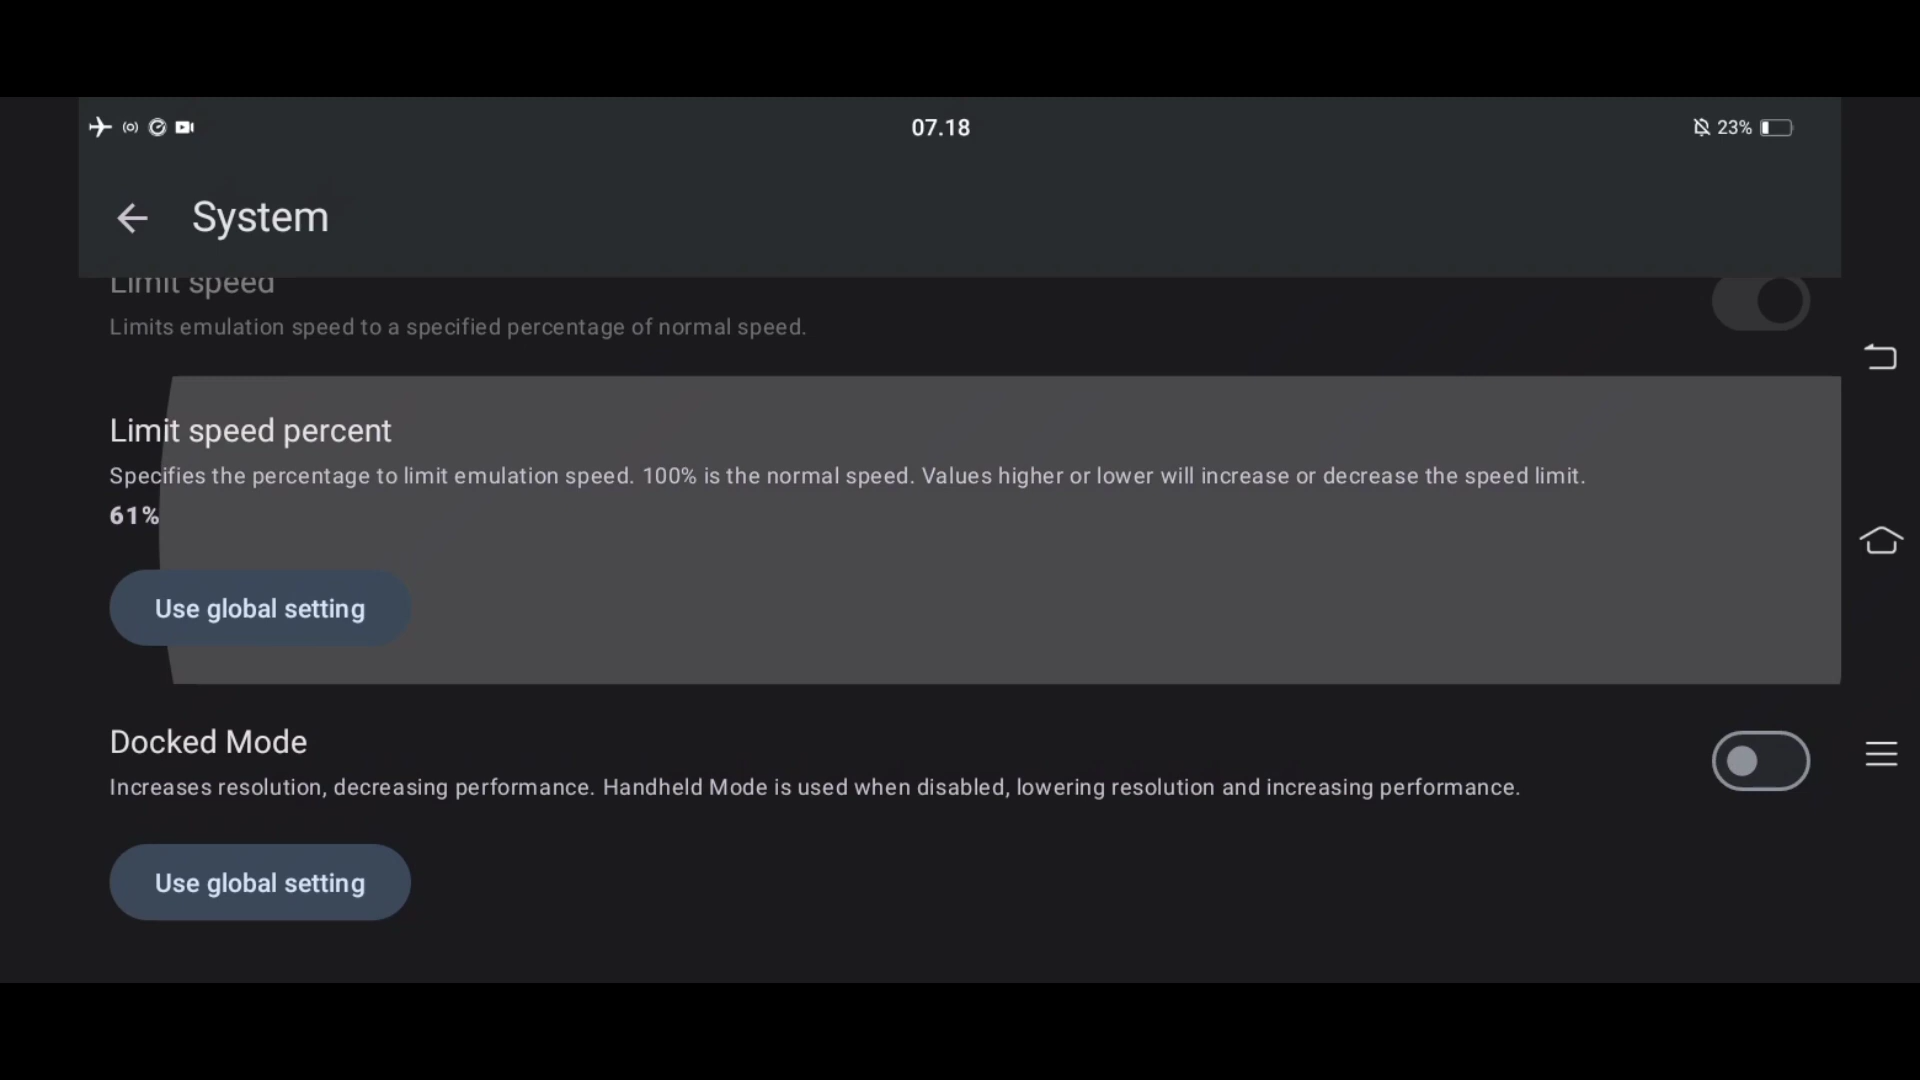 07.18
23%
System
Limit speed
Limits emulation speed to a specified percentage of normal speed.
Limit speed percent
Specifies the percentage to limit emulation speed. 100% is the normal speed. Values higher or lower will increase or decrease the speed limit.
61%
Use global setting
Docked Mode
Increases resolution, decreasing performance. Handheld Mode is used when disabled, lowering resolution and increasing performance.
Use global setting